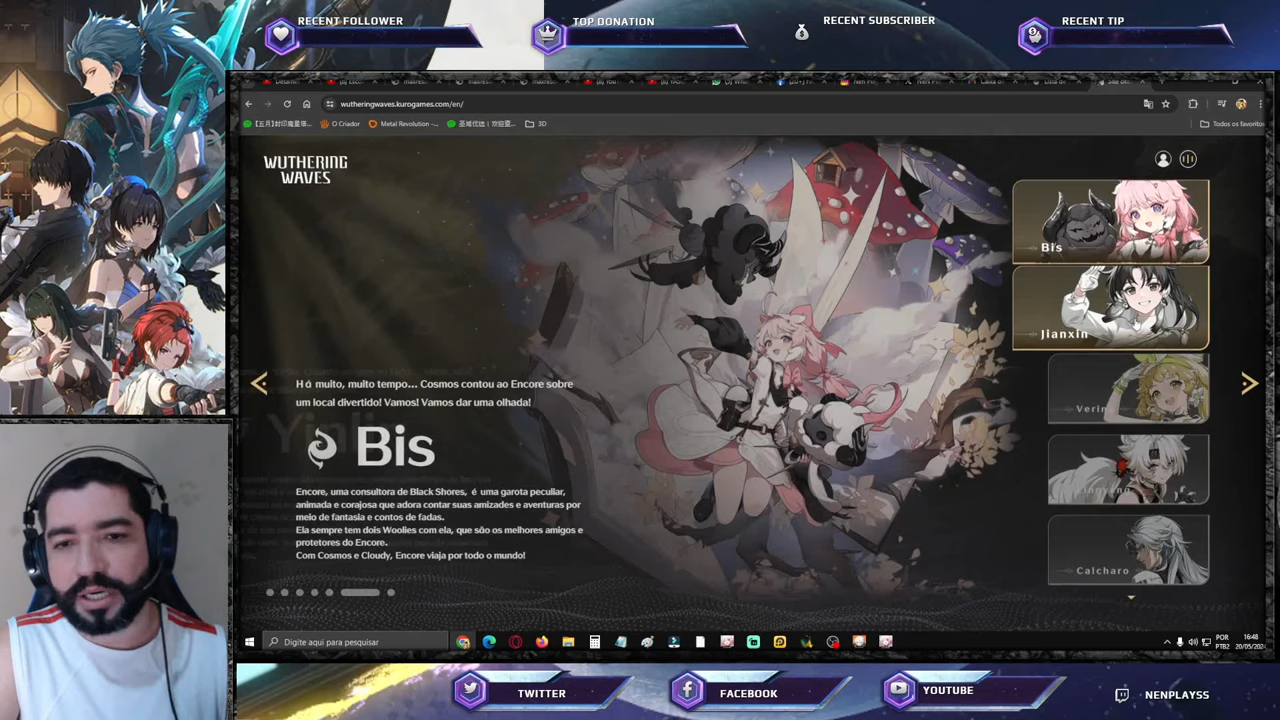 RECENT FOLLOWER
TOP DONATION
RECENT SUBSCRIBER
RECENT TIP
wutheringwaves.kurogames.com/en/
O Criador
Metal Revolution -...
3D
Todos os favoritos
WUTHERING
WAVES
Bis
Jianxin
Verina
Lingyang
Calcharo
Há muito, muito tempo... Cosmos contou ao Encore sobre
um local divertido! Vamos! Vamos dar uma olhada!
Bis
Encore, uma consultora de Black Shores, é uma garota peculiar,
animada e corajosa que adora contar suas amizades e aventuras por
meio de fantasia e contos de fadas.
Ela sempre tem dois Woolies com ela, que são os melhores amigos e
protetores do Encore.
Com Cosmos e Cloudy, Encore viaja por todo o mundo!
Digite aqui para pesquisar
POR
PTB2
16:48
20/05/202
TWITTER
FACEBOOK
YOUTUBE
NENPLAYSS